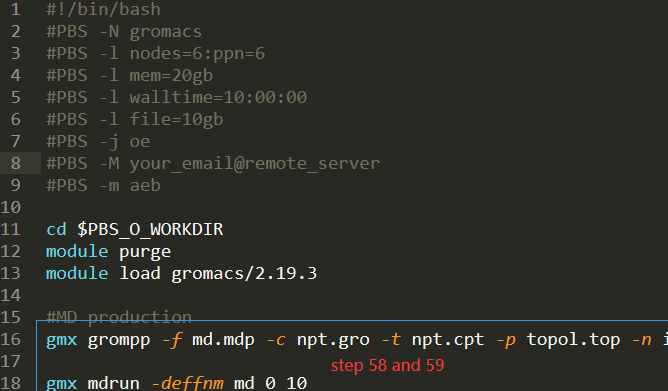 1 #!/bin/bash
2 #PBS -N gromacs
3 #PBS -l nodes=6:ppn=6
4 #PBS -l mem=20gb
5 #PBS -l walltime=10:00:00
6 #PBS -l file=10gb
7 #PBS -j oe
8 #PBS -M your_email@remote_server
9 #PBS -m aeb
10
11 cd $PBS_O_WORKDIR
12 module purge
13 module load gromacs/2.19.3
14
15 #MD production
16 gmx grompp -f md.mdp -c npt.gro -t npt.cpt -p topol.top -n
17
step 58 and 59
18 gmx mdrun -deffnm md 0 10